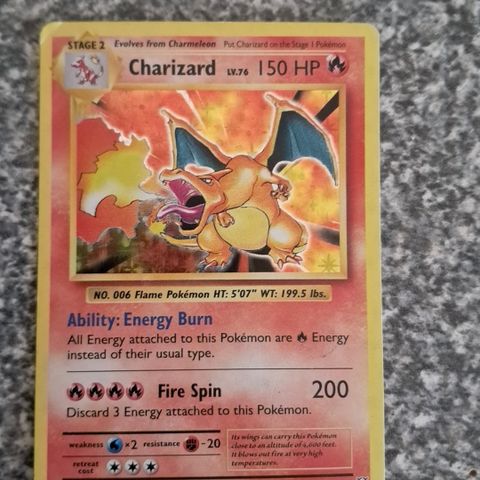 STAGE 2 Evolves from Charmeleon Put Charizard on the Stage 1 Pokémon
Charizard LV.76 150 HP
NO. 006 Flame Pokémon HT: 5'07" WT: 199.5 lbs.
Ability: Energy Burn
All Energy attached to this Pokémon are Energy
instead of their usual type.
Fire Spin 200
Discard 3 Energy attached to this Pokémon.
weakness ×2 resistance -20
retreat
cost
Its wings can carry this Pokémon
close to an altitude of 4,600 feet.
It blows out fire at very high
temperatures.